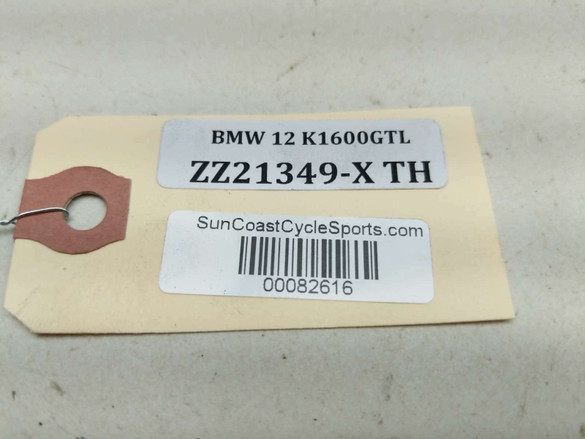 BMW 12 K1600GTL
ZZ21349-X TH
SunCoastCycleSports.com
00082616